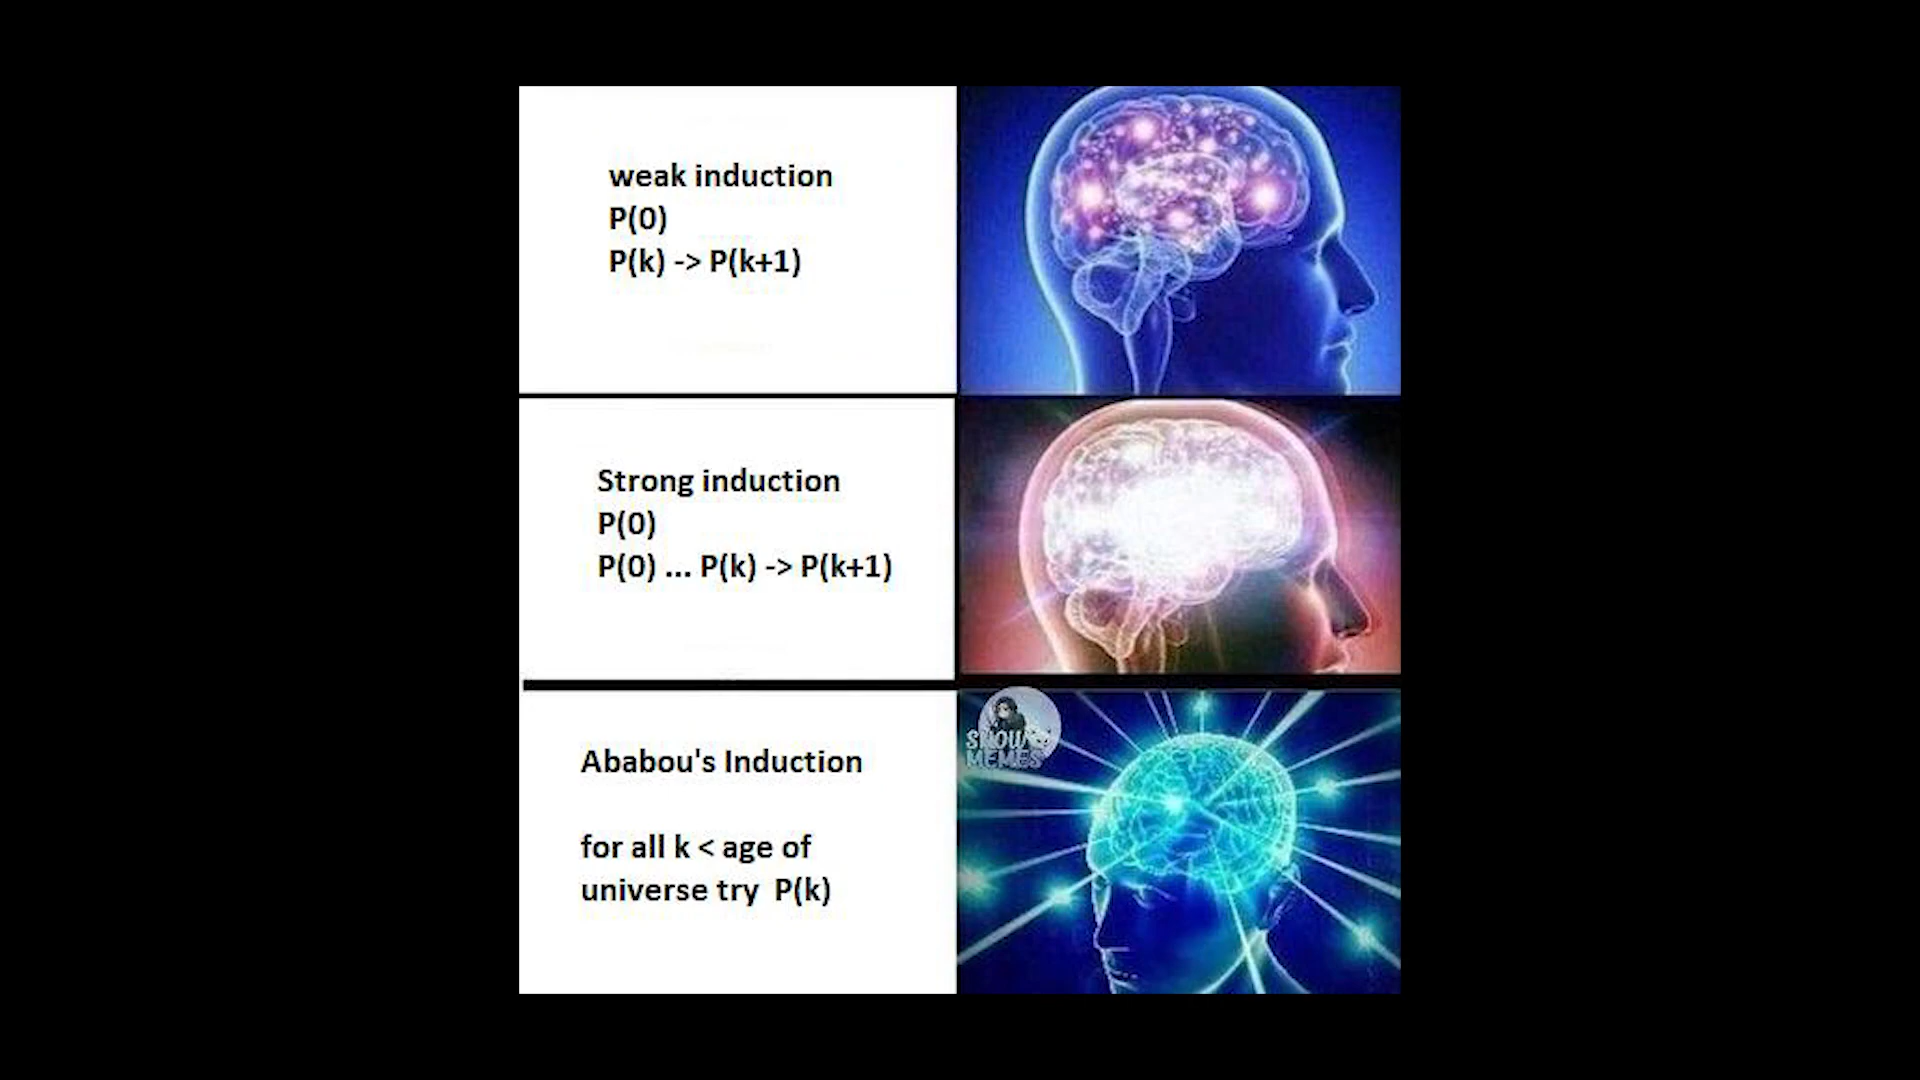 weak induction
P(0)
P(k) -> P(k+1)
Strong induction
P(0)
P(0) ... P(k) -> P(k+1)
SNOW
MEMES
Ababou's Induction
for all k < age of
universe try  P(k)